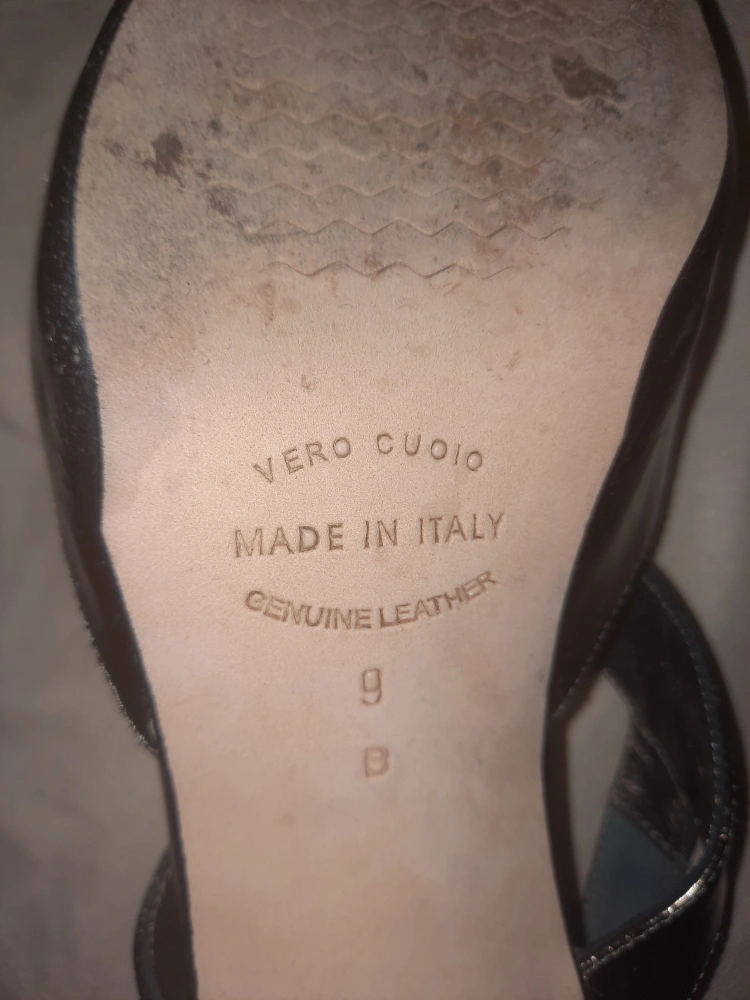 VERO CUOIO
MADE IN ITALY
GENUINE LEATHER
9
B